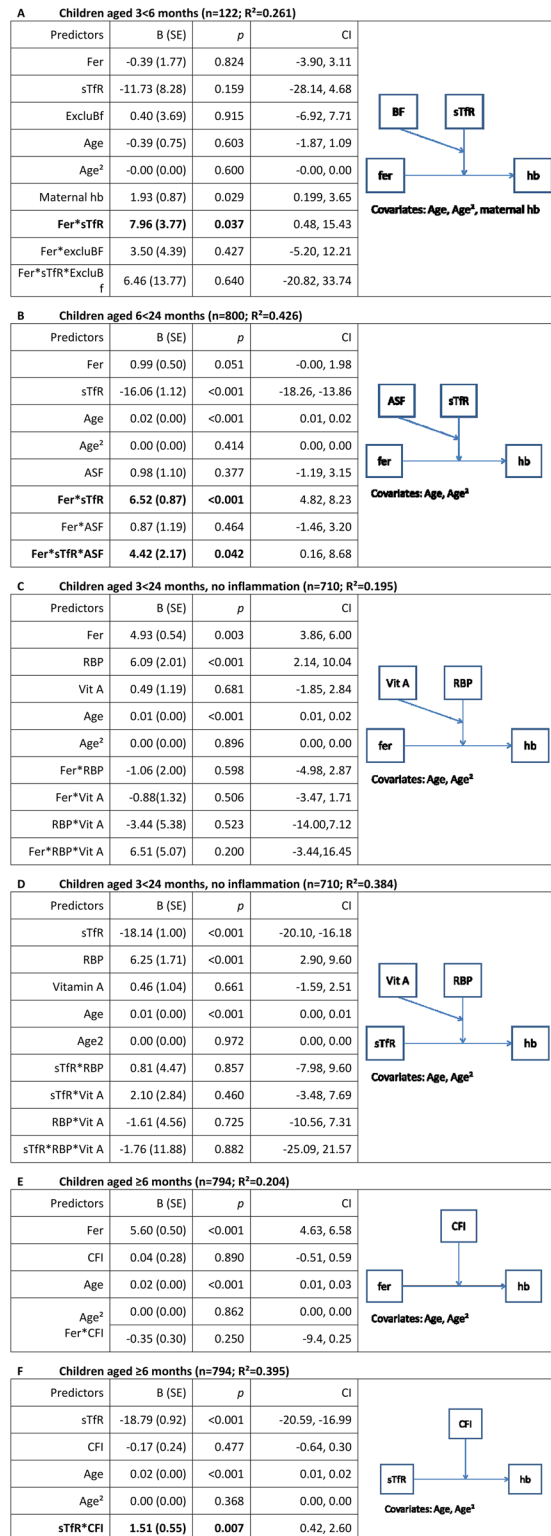 A Children aged 3<6 months (n=122; R²=0.261)
Predictors B (SE) p CI
Fer -0.39 (1.77) 0.824 -3.90, 3.11
sTfR -11.73 (8.28) 0.159 -28.14, 4.68
ExcluBf 0.40 (3.69) 0.915 -6.92, 7.71
Age -0.39 (0.75) 0.603 -1.87, 1.09
Age² -0.00 (0.00) 0.600 -0.00, 0.00
Maternal hb 1.93 (0.87) 0.029 0.199, 3.65
Fer*sTfR 7.96 (3.77) 0.037 0.48, 15.43
Fer*excluBF 3.50 (4.39) 0.427 -5.20, 12.21
Fer*sTfR*ExcluB
f 6.46 (13.77) 0.640 -20.82, 33.74
BF sTfR
fer hb
Covariates: Age, Age², maternal hb
B Children aged 6<24 months (n=800; R²=0.426)
Predictors B (SE) p CI
Fer 0.99 (0.50) 0.051 -0.00, 1.98
sTfR -16.06 (1.12) <0.001 -18.26, -13.86
Age 0.02 (0.00) <0.001 0.01, 0.02
Age² 0.00 (0.00) 0.414 0.00, 0.00
ASF 0.98 (1.10) 0.377 -1.19, 3.15
Fer*sTfR 6.52 (0.87) <0.001 4.82, 8.23
Fer*ASF 0.87 (1.19) 0.464 -1.46, 3.20
Fer*sTfR*ASF 4.42 (2.17) 0.042 0.16, 8.68
ASF sTfR
fer hb
Covariates: Age, Age²
C Children aged 3<24 months, no inflammation (n=710; R²=0.195)
Predictors B (SE) p CI
Fer 4.93 (0.54) 0.003 3.86, 6.00
RBP 6.09 (2.01) <0.001 2.14, 10.04
Vit A 0.49 (1.19) 0.681 -1.85, 2.84
Age 0.01 (0.00) <0.001 0.01, 0.02
Age² 0.00 (0.00) 0.896 0.00, 0.00
Fer*RBP -1.06 (2.00) 0.598 -4.98, 2.87
Fer*Vit A -0.88(1.32) 0.506 -3.47, 1.71
RBP*Vit A -3.44 (5.38) 0.523 -14.00,7.12
Fer*RBP*Vit A 6.51 (5.07) 0.200 -3.44,16.45
Vit A RBP
fer hb
Covariates: Age, Age²
D Children aged 3<24 months, no inflammation (n=710; R²=0.384)
Predictors B (SE) p CI
sTfR -18.14 (1.00) <0.001 -20.10, -16.18
RBP 6.25 (1.71) <0.001 2.90, 9.60
Vitamin A 0.46 (1.04) 0.661 -1.59, 2.51
Age 0.01 (0.00) <0.001 0.00, 0.01
Age2 0.00 (0.00) 0.972 0.00, 0.00
sTfR*RBP 0.81 (4.47) 0.857 -7.98, 9.60
sTfR*Vit A 2.10 (2.84) 0.460 -3.48, 7.69
RBP*Vit A -1.61 (4.56) 0.725 -10.56, 7.31
sTfR*RBP*Vit A -1.76 (11.88) 0.882 -25.09, 21.57
Vit A RBP
sTfR hb
Covariates: Age, Age²
E Children aged ≥6 months (n=794; R²=0.204)
Predictors B (SE) p CI
Fer 5.60 (0.50) <0.001 4.63, 6.58
CFI 0.04 (0.28) 0.890 -0.51, 0.59
Age 0.02 (0.00) <0.001 0.01, 0.03
Age² 0.00 (0.00) 0.862 0.00, 0.00
Fer*CFI -0.35 (0.30) 0.250 -9.4, 0.25
CFI
fer hb
Covariates: Age, Age²
F Children aged ≥6 months (n=794; R²=0.395)
Predictors B (SE) p CI
sTfR -18.79 (0.92) <0.001 -20.59, -16.99
CFI -0.17 (0.24) 0.477 -0.64, 0.30
Age 0.02 (0.00) <0.001 0.01, 0.02
Age² 0.00 (0.00) 0.368 0.00, 0.00
sTfR*CFI 1.51 (0.55) 0.007 0.42, 2.60
CFI
sTfR hb
Covariates: Age, Age²